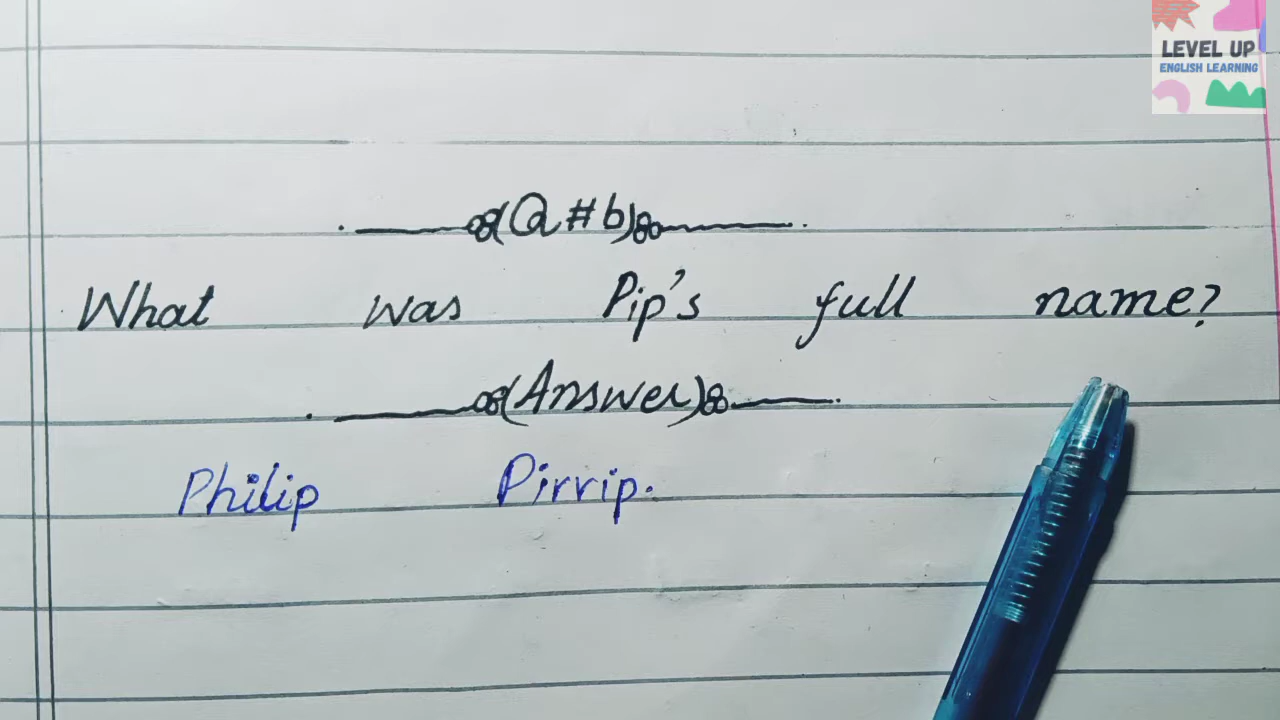 LEVEL UP
ENGLISH LEARNING
(Q#b)
What was Pip's full name?
(Answer)
Philip Pirrip.